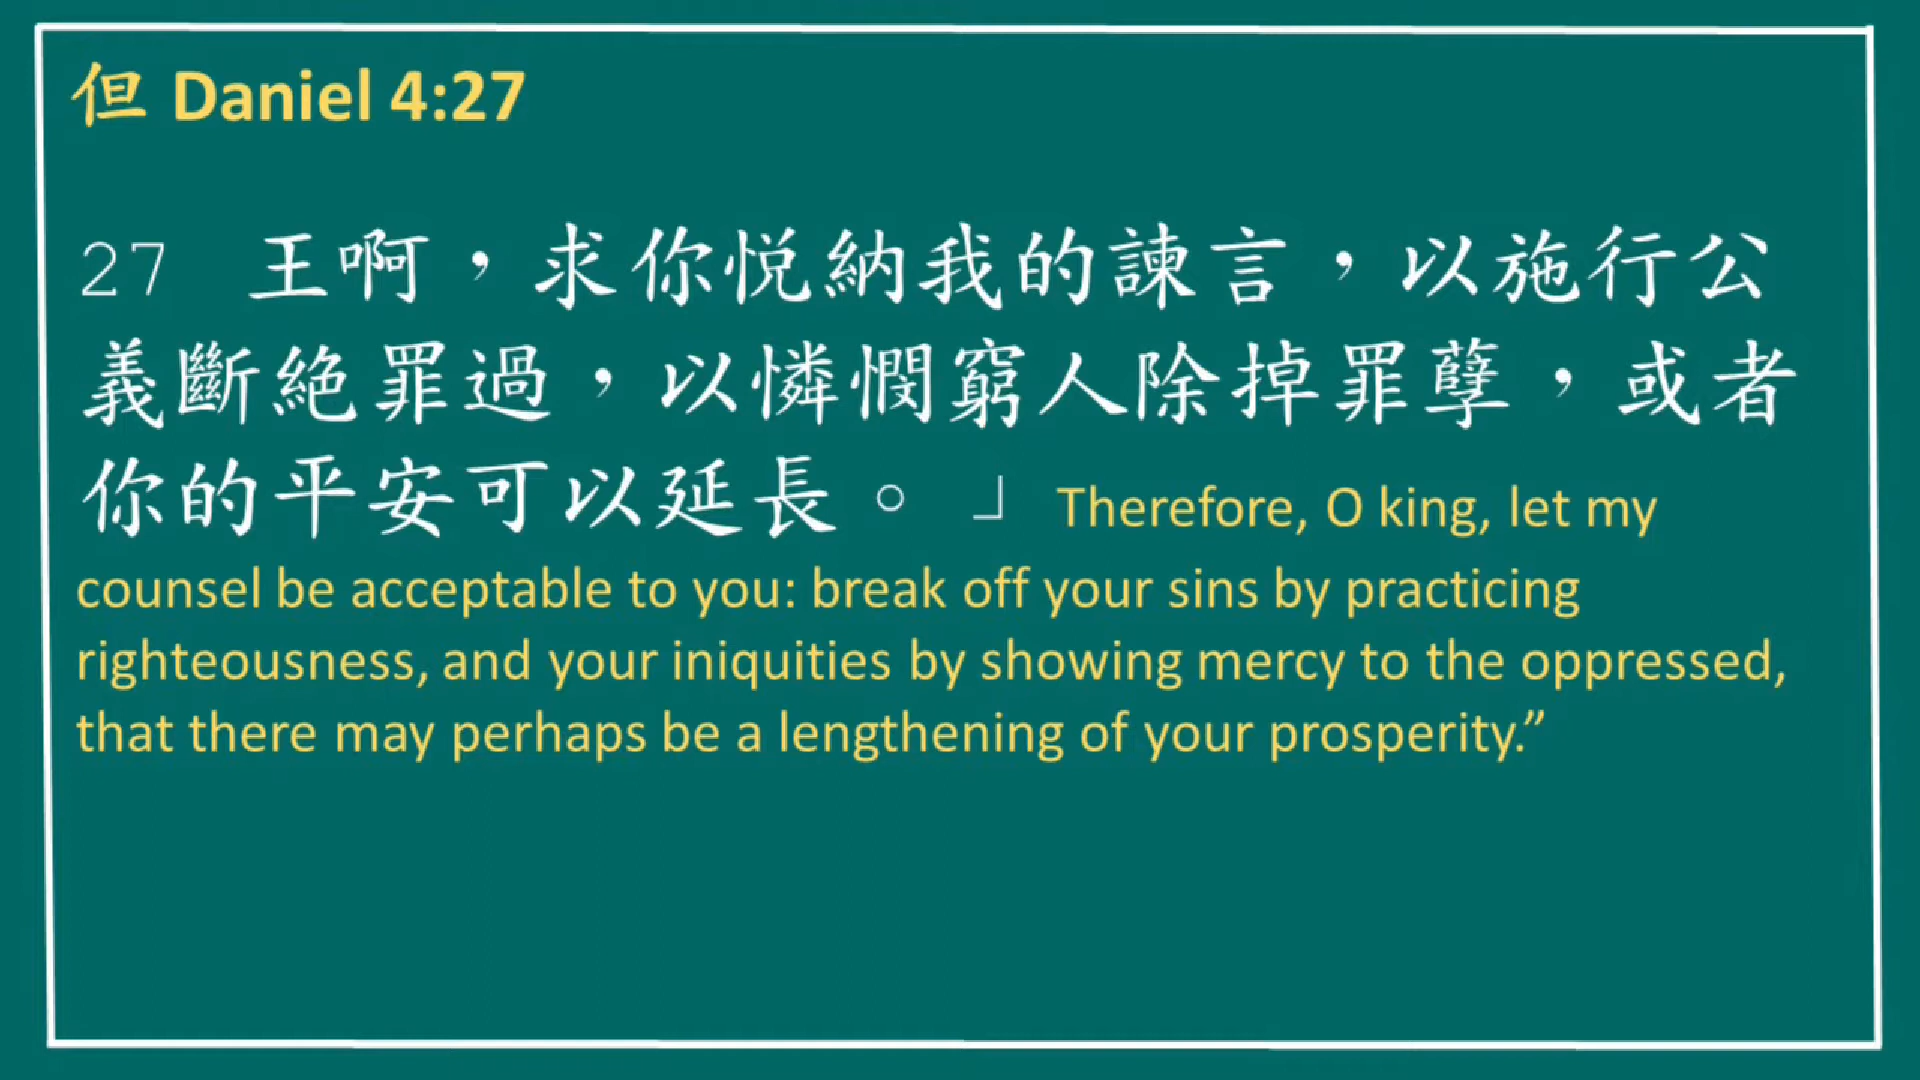 但 Daniel 4:27
27 王啊，求你悅納我的諫言，以施行公
義斷絕罪過，以憐憫窮人除掉罪孽，或者
你的平安可以延長。」Therefore, O king, let my
counsel be acceptable to you: break off your sins by practicing
righteousness, and your iniquities by showing mercy to the oppressed,
that there may perhaps be a lengthening of your prosperity.”